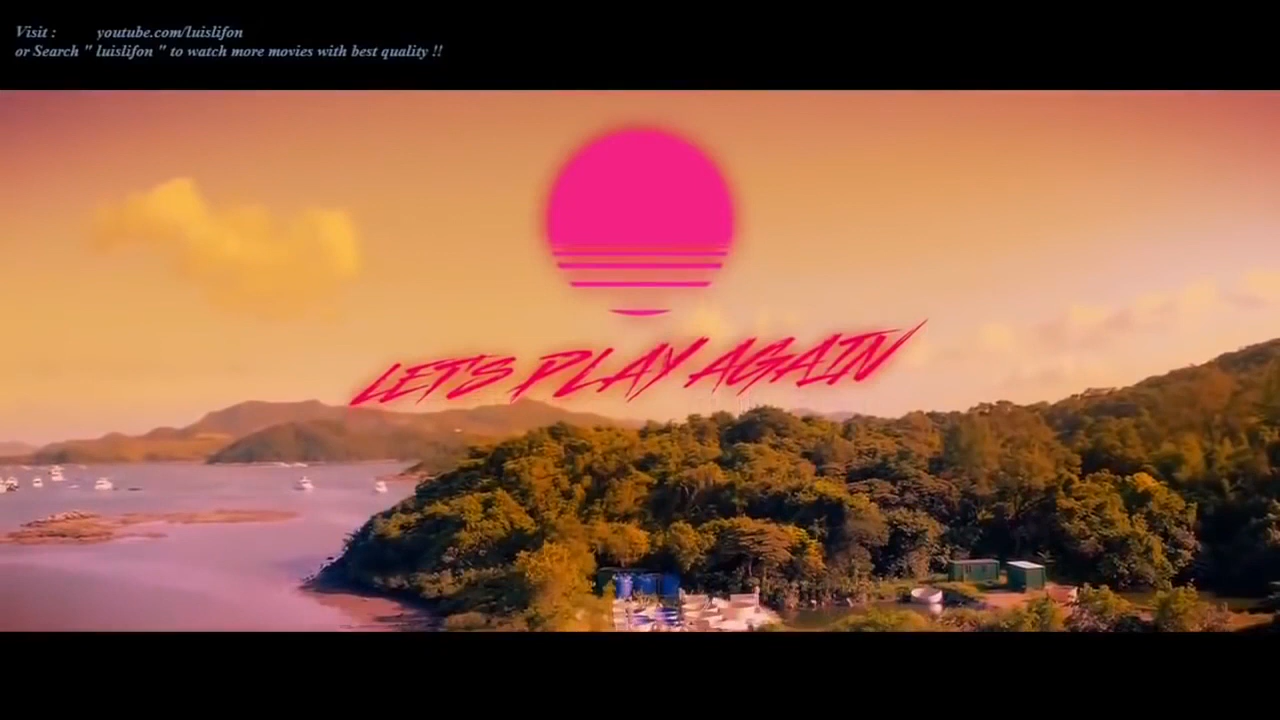 Visit : youtube.com/luislifon
or Search " luislifon " to watch more movies with best quality !!
LET'S PLAY AGAIN